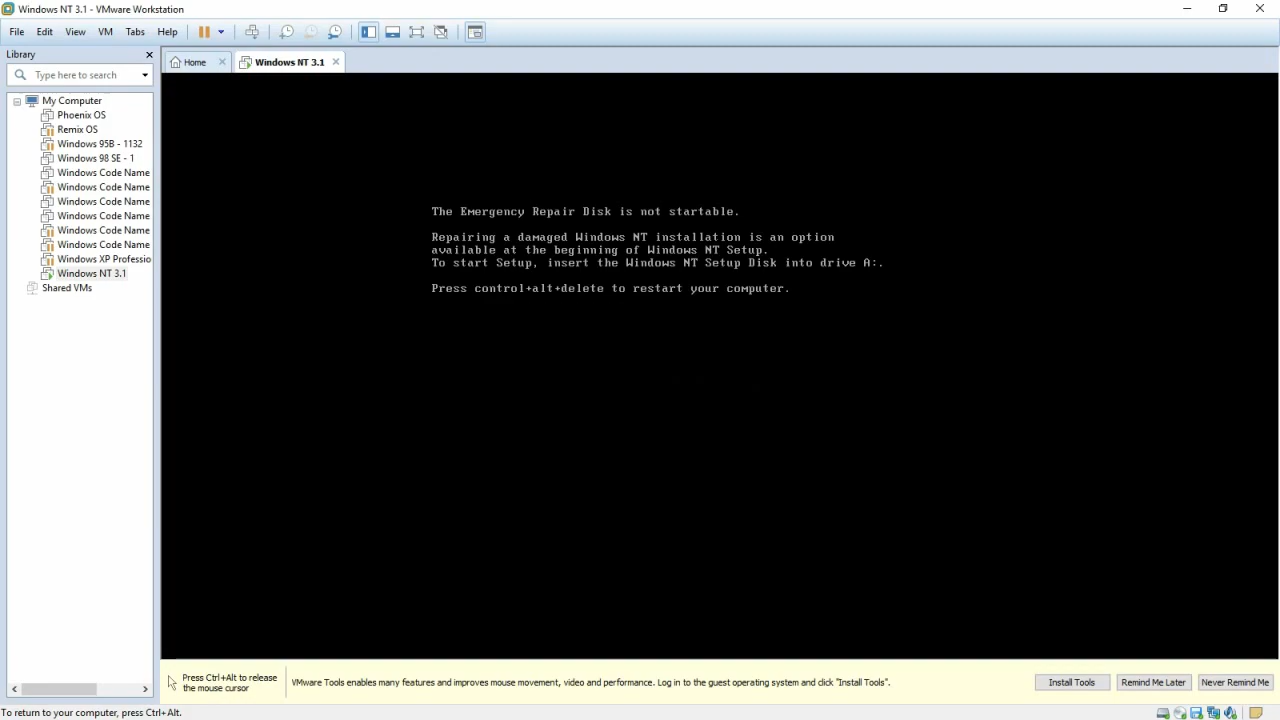 Windows NT 3.1 - VMware Workstation
File Edit View VM Tabs Help
Library
Type here to search
Home
Windows NT 3.1
My Computer
Phoenix OS
Remix OS
Windows 95B - 1132
Windows 98 SE - 1
Windows Code Name
Windows Code Name
Windows Code Name
Windows Code Name
Windows Code Name
Windows Code Name
Windows XP Professio
Windows NT 3.1
Shared VMs
The Emergency Repair Disk is not startable.
Repairing a damaged Windows NT installation is an option
available at the beginning of Windows NT Setup.
To start Setup, insert the Windows NT Setup Disk into drive A:.
Press control+alt+delete to restart your computer.
Press Ctrl+Alt to release
the mouse cursor
VMware Tools enables many features and improves mouse movement, video and performance. Log in to the guest operating system and click "Install Tools".
Install Tools
Remind Me Later
Never Remind Me
To return to your computer, press Ctrl+Alt.